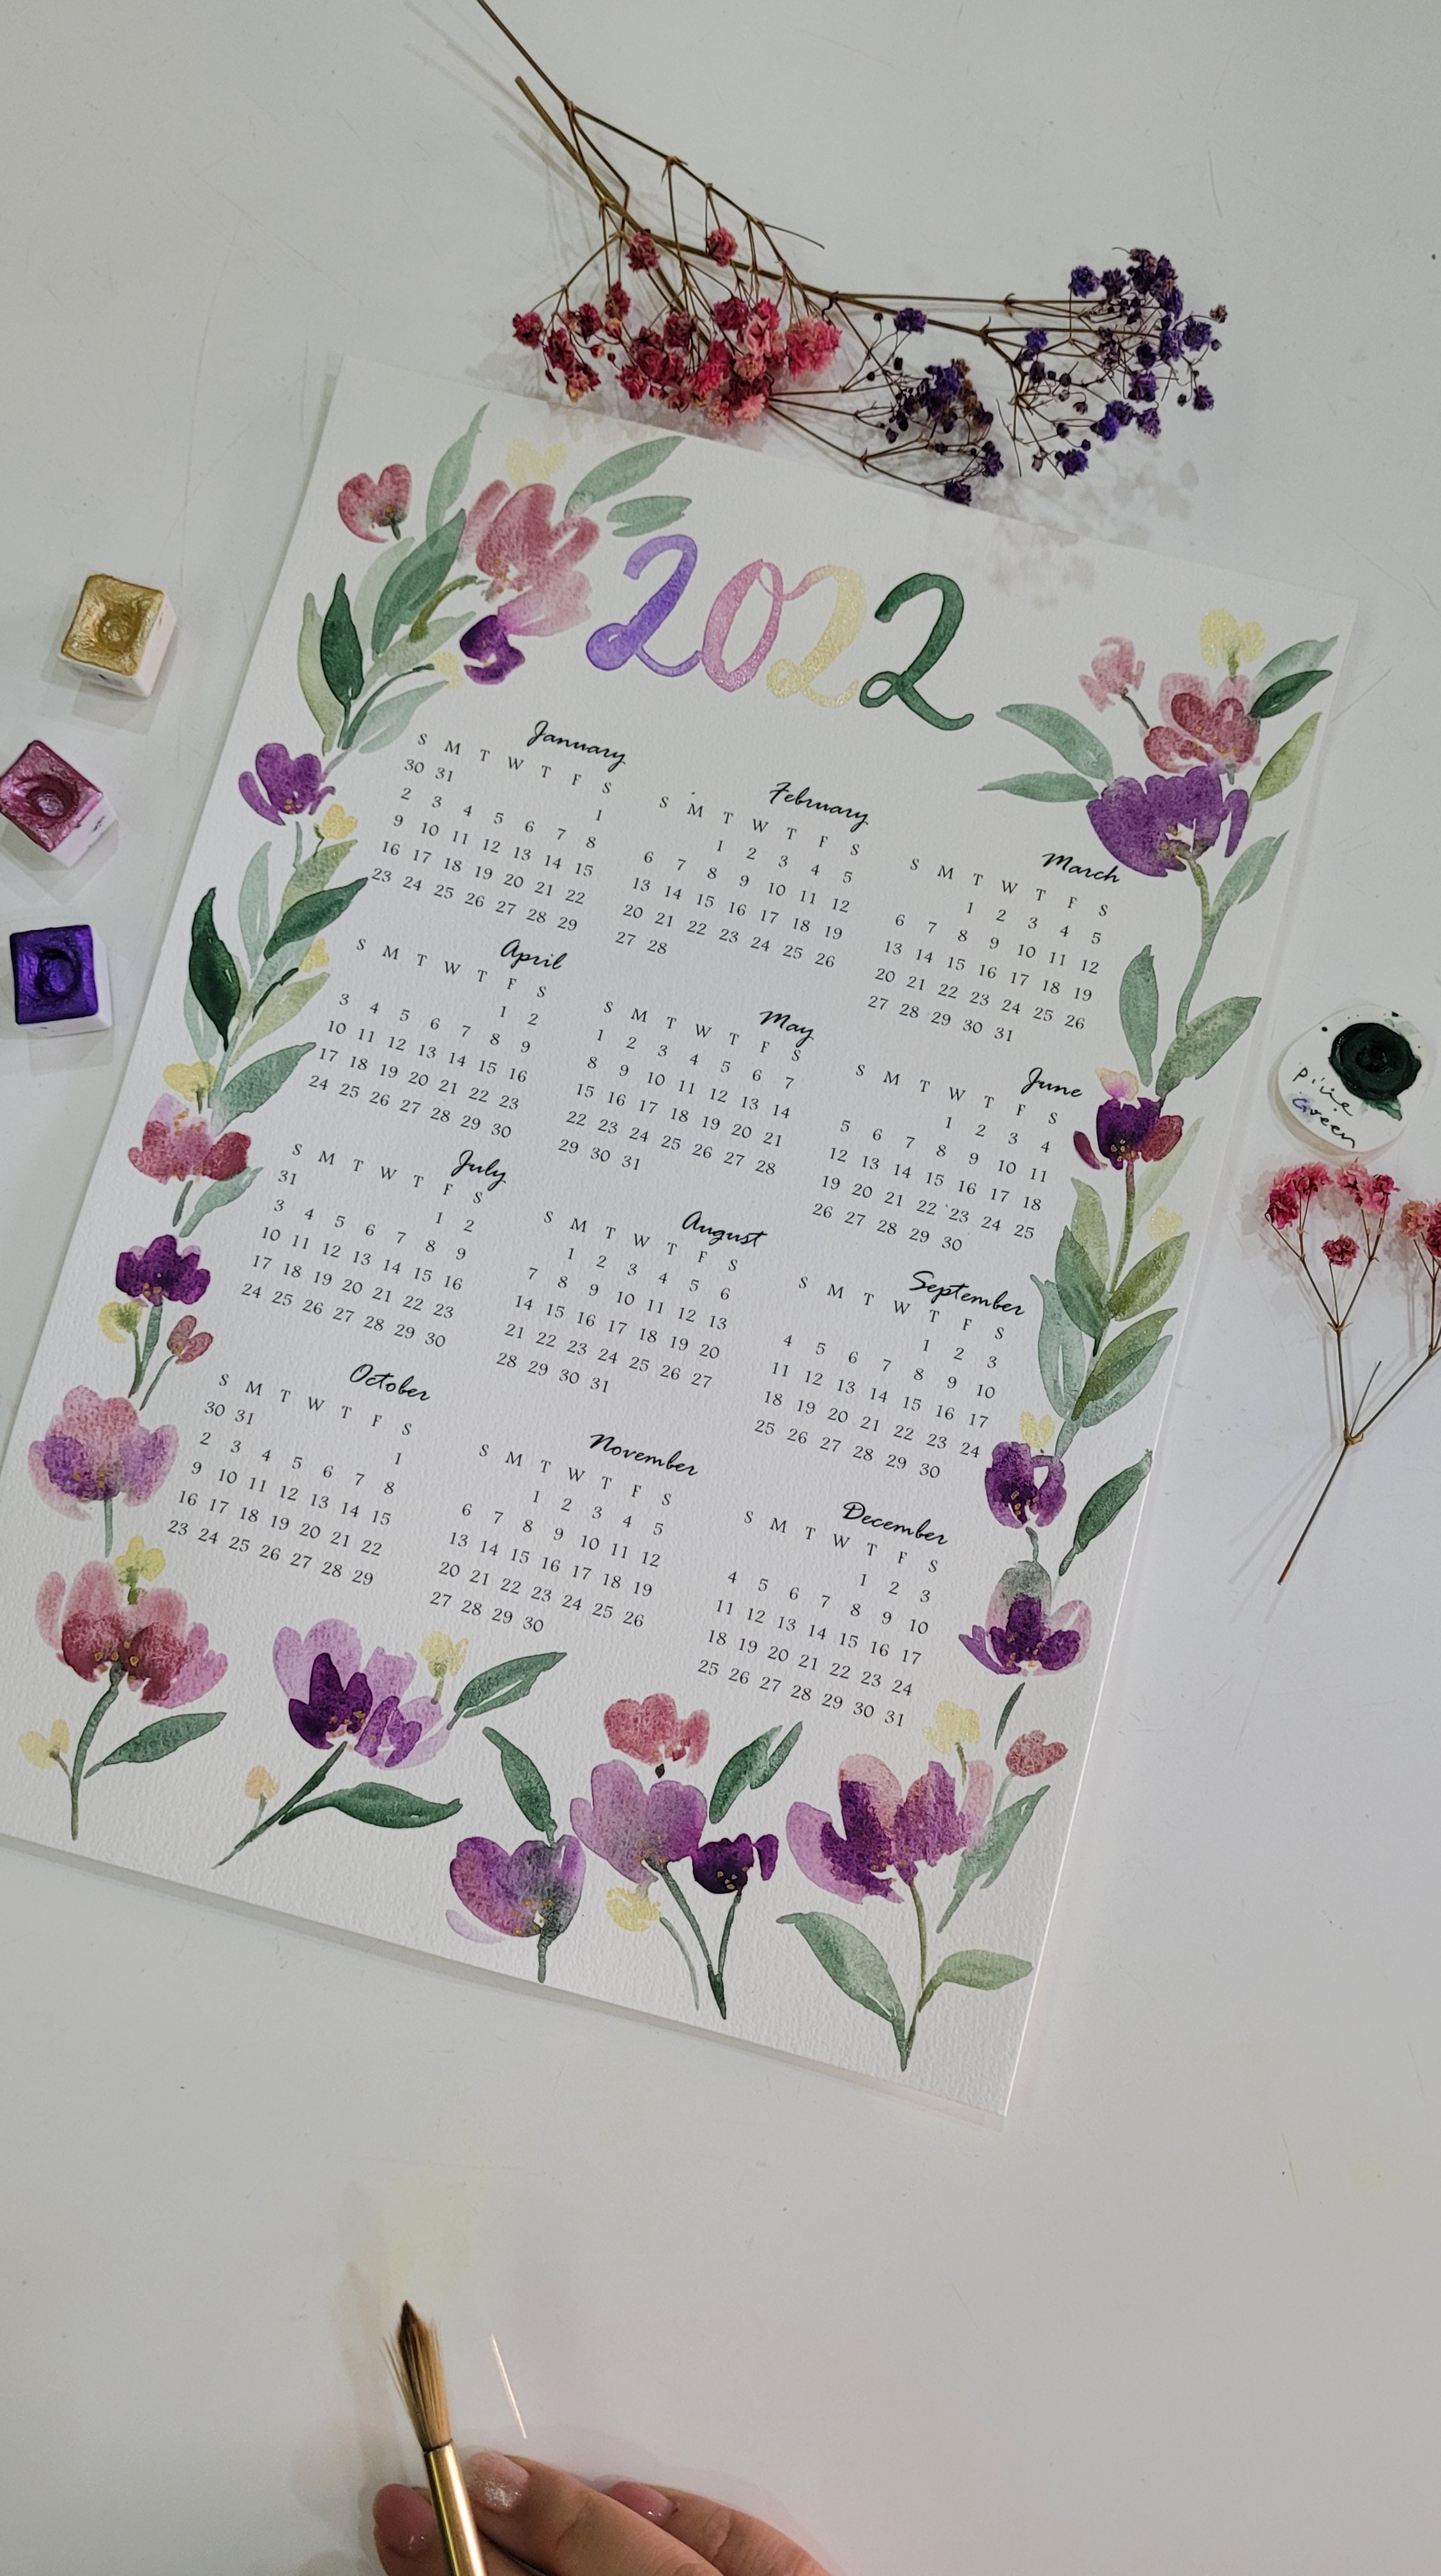 2022
January
S M T W T F S
30 31 1
2 3 4 5 6 7 8
9 10 11 12 13 14 15
16 17 18 19 20 21 22
23 24 25 26 27 28 29
February
S M T W T F S
1 2 3 4 5
6 7 8 9 10 11 12
13 14 15 16 17 18 19
20 21 22 23 24 25 26
27 28
March
S M T W T F S
1 2 3 4 5
6 7 8 9 10 11 12
13 14 15 16 17 18 19
20 21 22 23 24 25 26
27 28 29 30 31
April
S M T W T F S
1 2
3 4 5 6 7 8 9
10 11 12 13 14 15 16
17 18 19 20 21 22 23
24 25 26 27 28 29 30
May
S M T W T F S
1 2 3 4 5 6 7
8 9 10 11 12 13 14
15 16 17 18 19 20 21
22 23 24 25 26 27 28
29 30 31
June
S M T W T F S
1 2 3 4
5 6 7 8 9 10 11
12 13 14 15 16 17 18
19 20 21 22 23 24 25
26 27 28 29 30
July
S M T W T F S
31 1 2
3 4 5 6 7 8 9
10 11 12 13 14 15 16
17 18 19 20 21 22 23
24 25 26 27 28 29 30
August
S M T W T F S
1 2 3 4 5 6
7 8 9 10 11 12 13
14 15 16 17 18 19 20
21 22 23 24 25 26 27
28 29 30 31
September
S M T W T F S
1 2 3
4 5 6 7 8 9 10
11 12 13 14 15 16 17
18 19 20 21 22 23 24
25 26 27 28 29 30
October
S M T W T F S
30 31 1
2 3 4 5 6 7 8
9 10 11 12 13 14 15
16 17 18 19 20 21 22
23 24 25 26 27 28 29
November
S M T W T F S
1 2 3 4 5
6 7 8 9 10 11 12
13 14 15 16 17 18 19
20 21 22 23 24 25 26
27 28 29 30
December
S M T W T F S
1 2 3
4 5 6 7 8 9 10
11 12 13 14 15 16 17
18 19 20 21 22 23 24
25 26 27 28 29 30 31
pine
Green